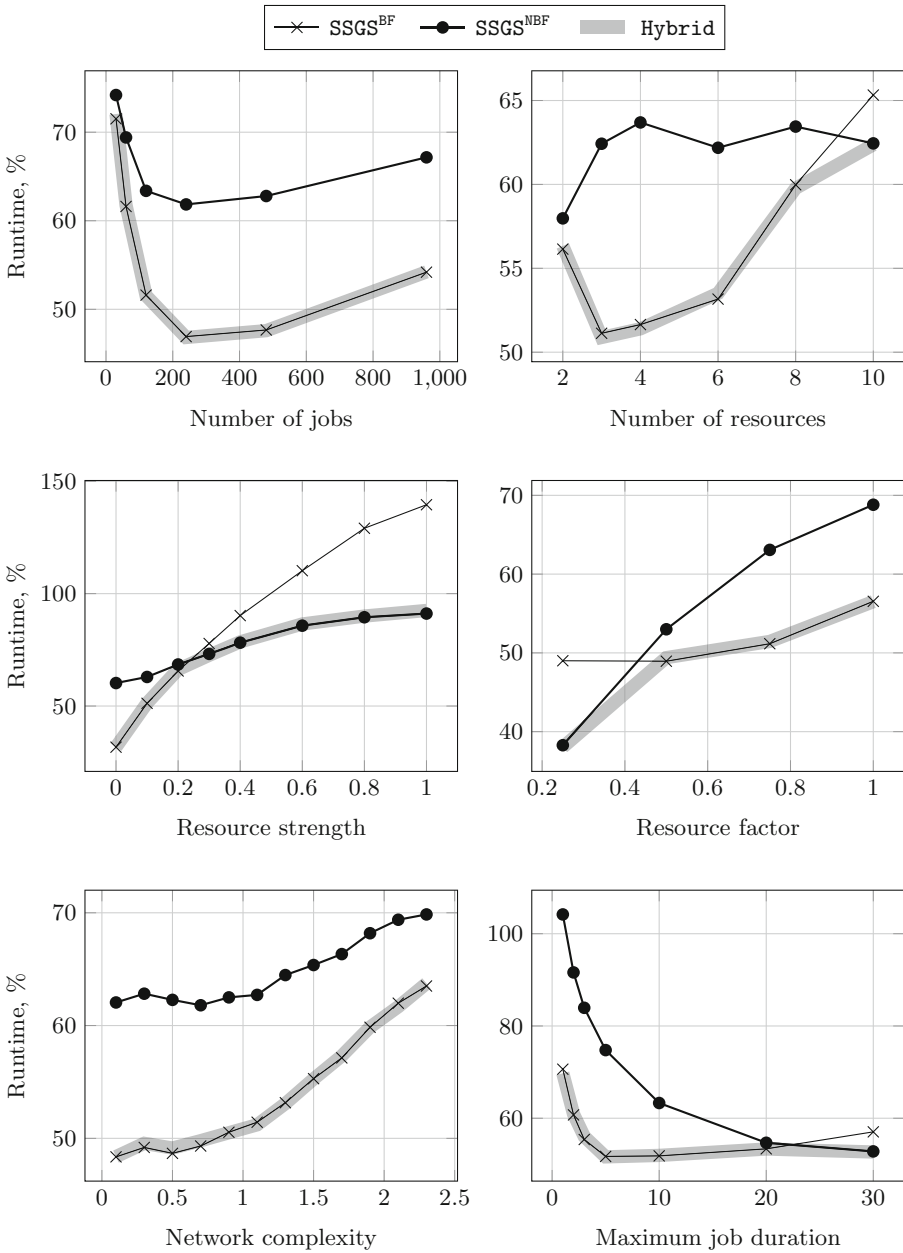 SSGS^BF SSGS^NBF Hybrid
70
60
50
0 200 400 600 800 1,000
Number of jobs
Runtime, %
65
60
55
50
2 4 6 8 10
Number of resources
150
100
50
0 0.2 0.4 0.6 0.8 1
Resource strength
Runtime, %
70
60
50
40
0.2 0.4 0.6 0.8 1
Resource factor
70
60
50
0 0.5 1 1.5 2 2.5
Network complexity
Runtime, %
100
80
60
0 10 20 30
Maximum job duration